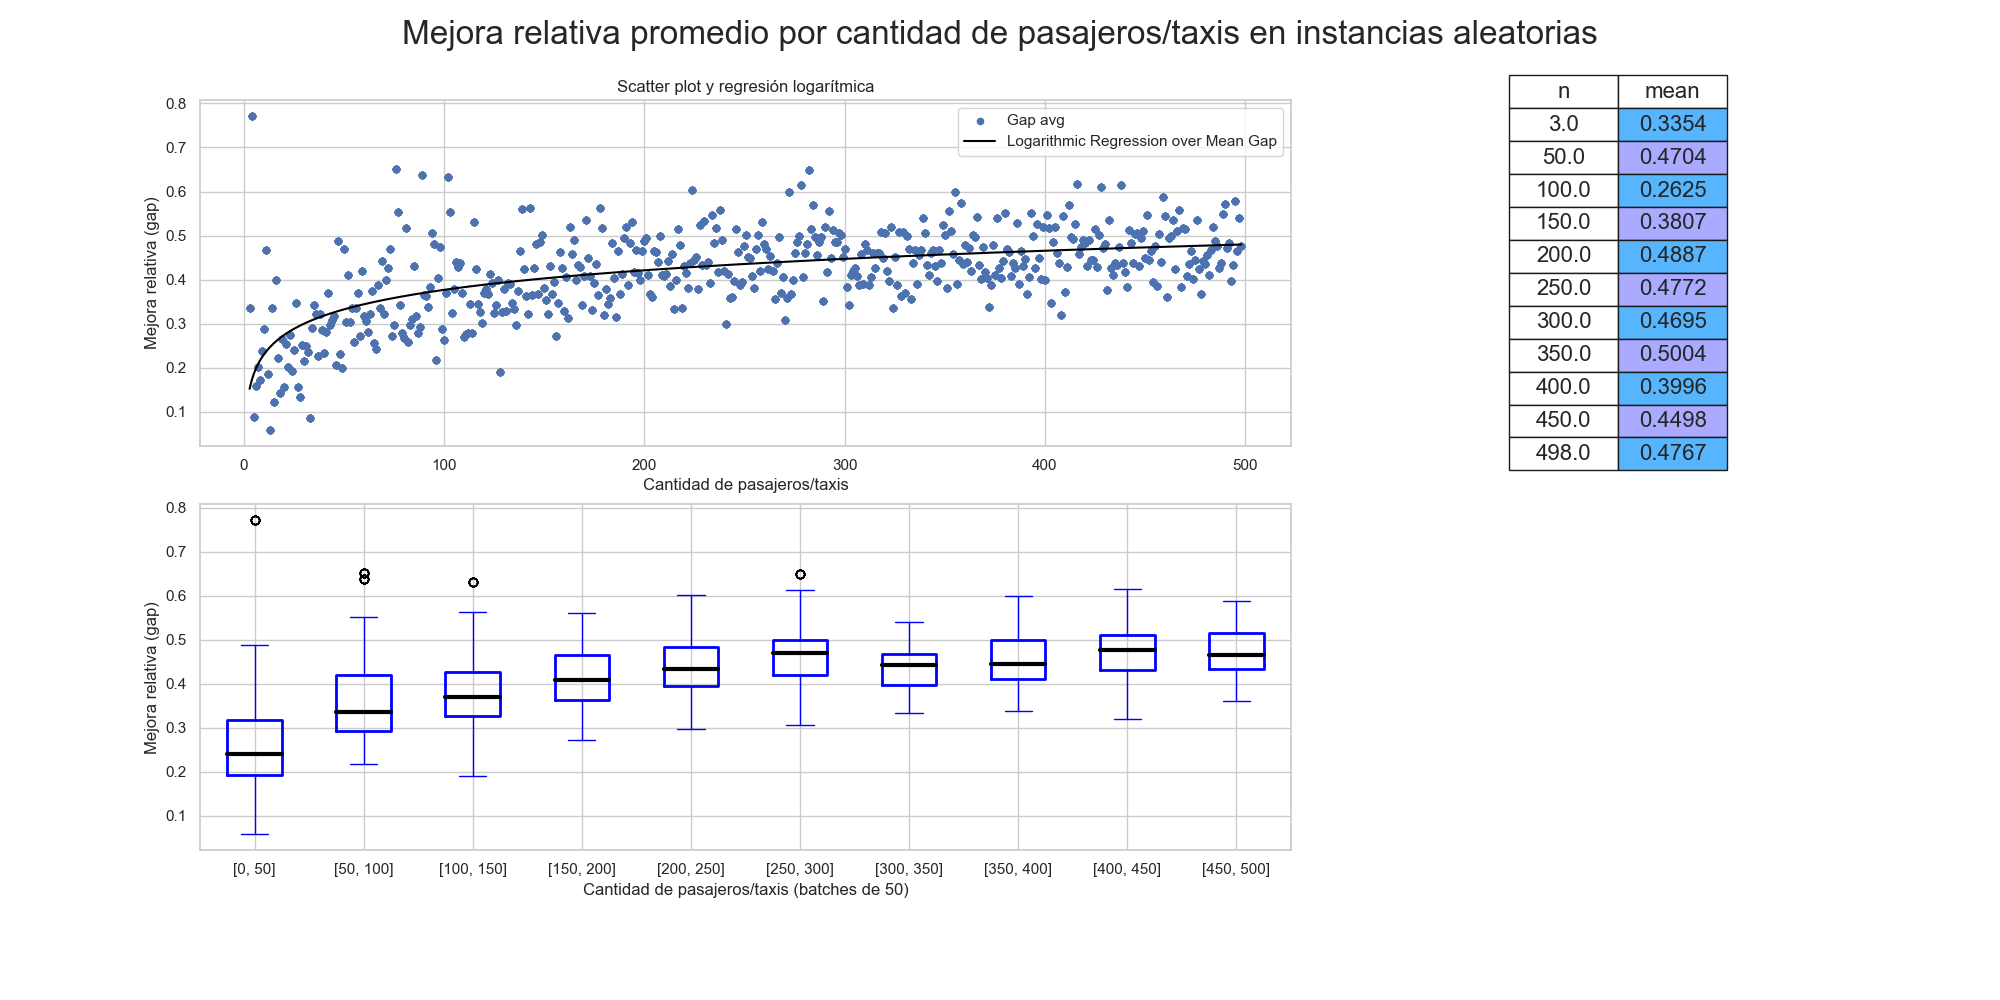 Mejora relativa promedio por cantidad de pasajeros/taxis en instancias aleatorias
Scatter plot y regresión logarítmica
Mejora relativa (gap)
0.8
0.7
0.6
0.5
0.4
0.3
0.2
0.1
Gap avg
Logarithmic Regression over Mean Gap
0 100 200 300 400 500
Cantidad de pasajeros/taxis
n mean
3.0 0.3354
50.0 0.4704
100.0 0.2625
150.0 0.3807
200.0 0.4887
250.0 0.4772
300.0 0.4695
350.0 0.5004
400.0 0.3996
450.0 0.4498
498.0 0.4767
Mejora relativa (gap)
0.8
0.7
0.6
0.5
0.4
0.3
0.2
0.1
[0, 50] [50, 100] [100, 150] [150, 200] [200, 250] [250, 300] [300, 350] [350, 400] [400, 450] [450, 500]
Cantidad de pasajeros/taxis (batches de 50)